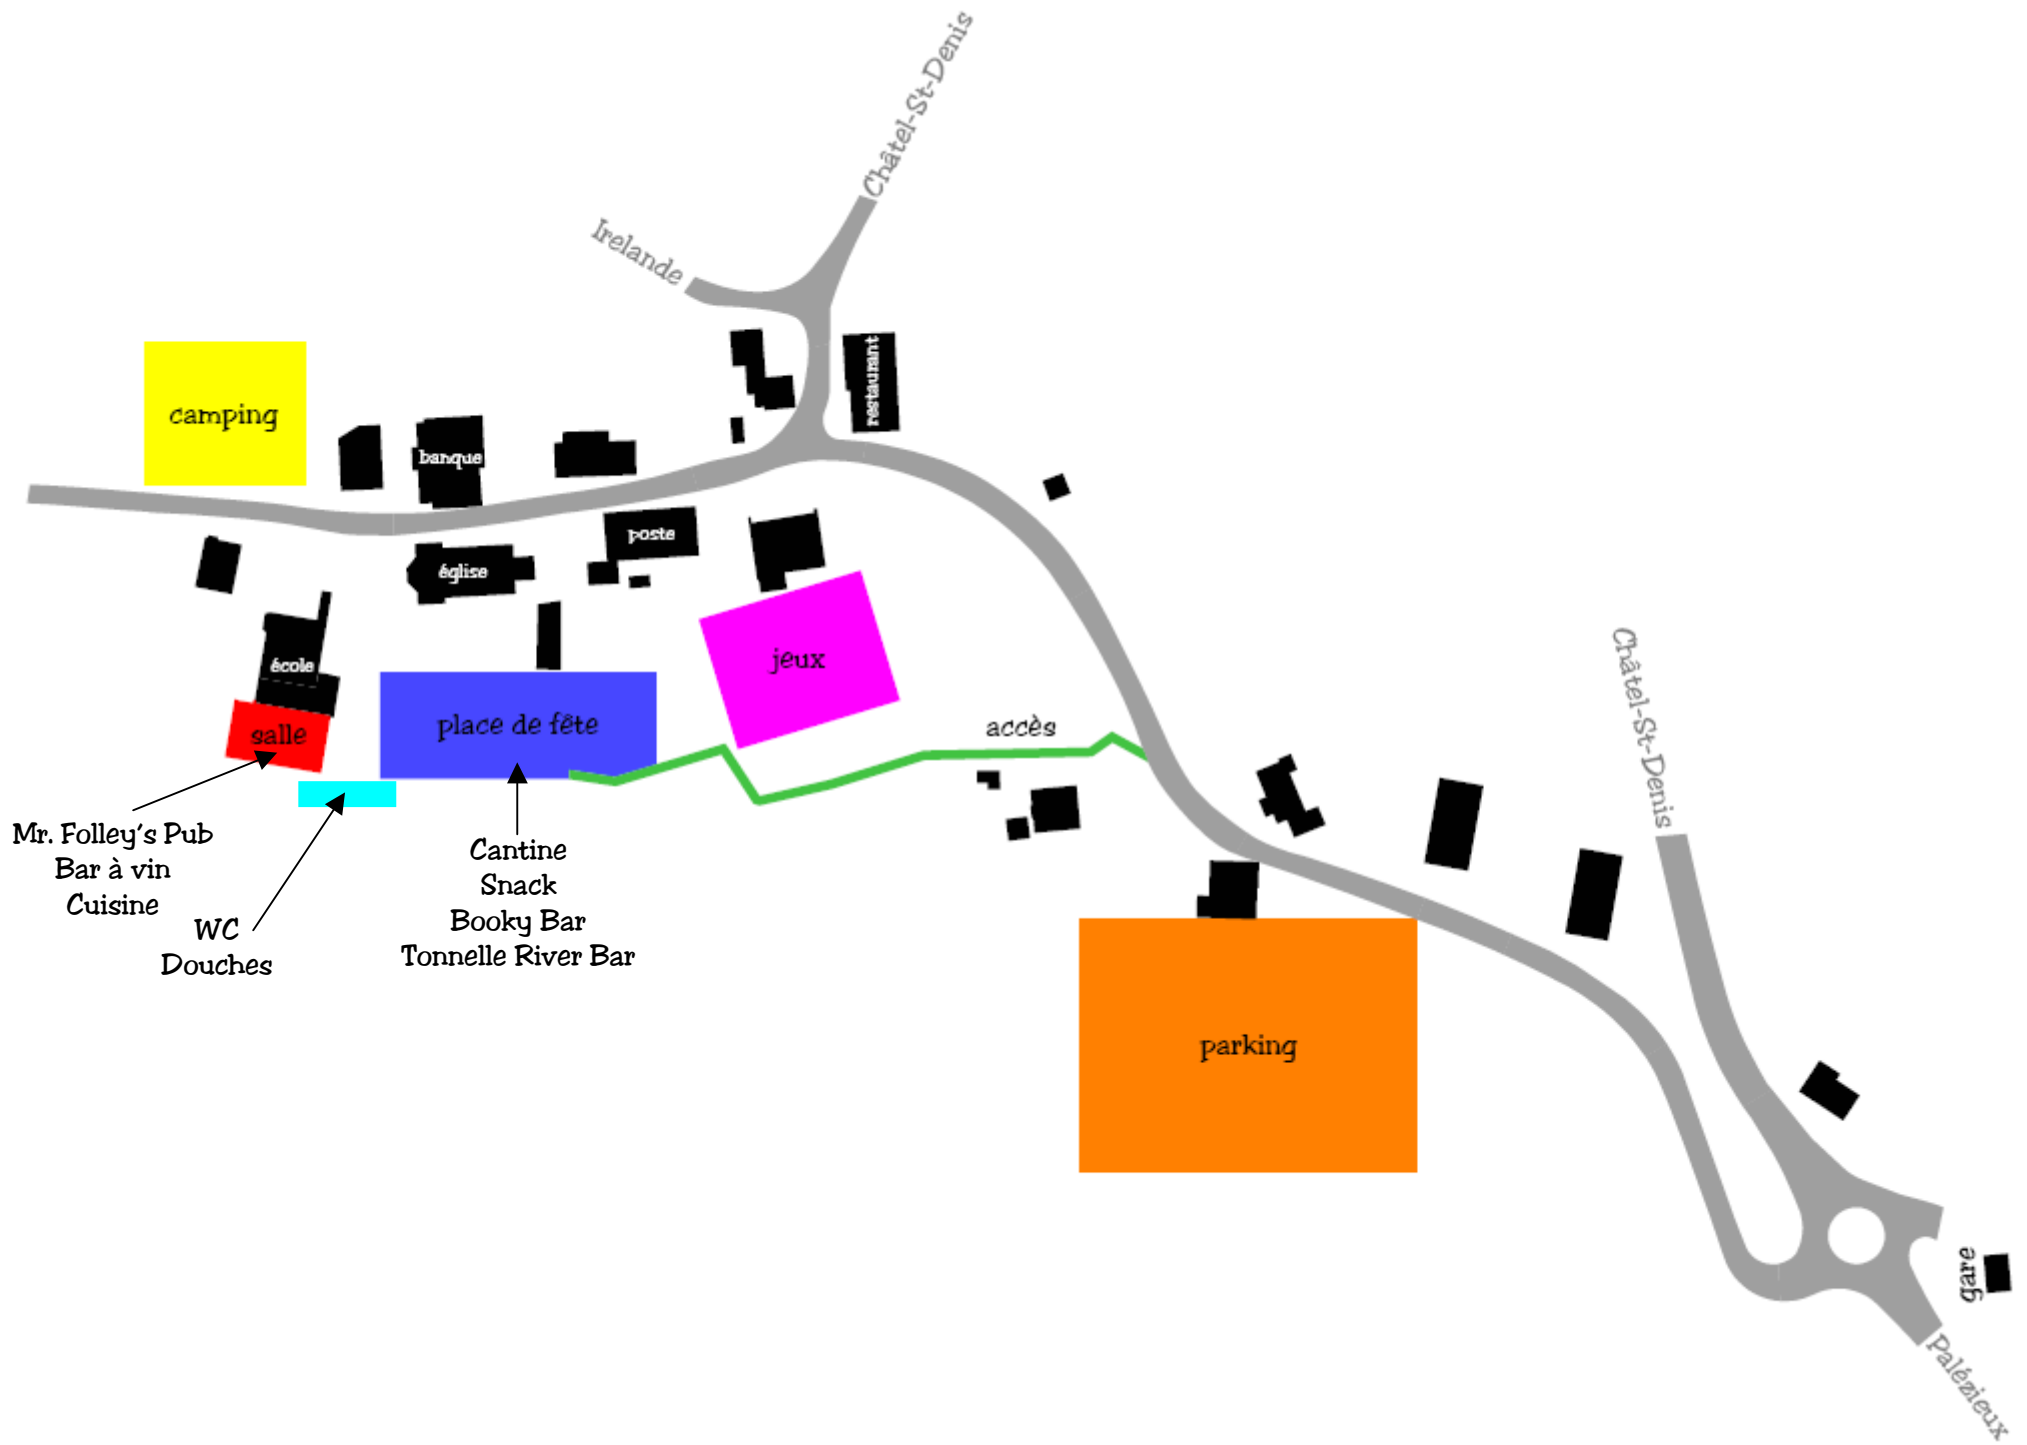 Châtel-St-Denis
Irelande
restaurant
camping
banque
poste
église
école
jeux
salle
place de fête
accès
Châtel-St-Denis
Mr. Folley's Pub
Bar à vin
Cuisine
WC
Douches
Cantine
Snack
Booky Bar
Tonnelle River Bar
parking
gare
Palézieux